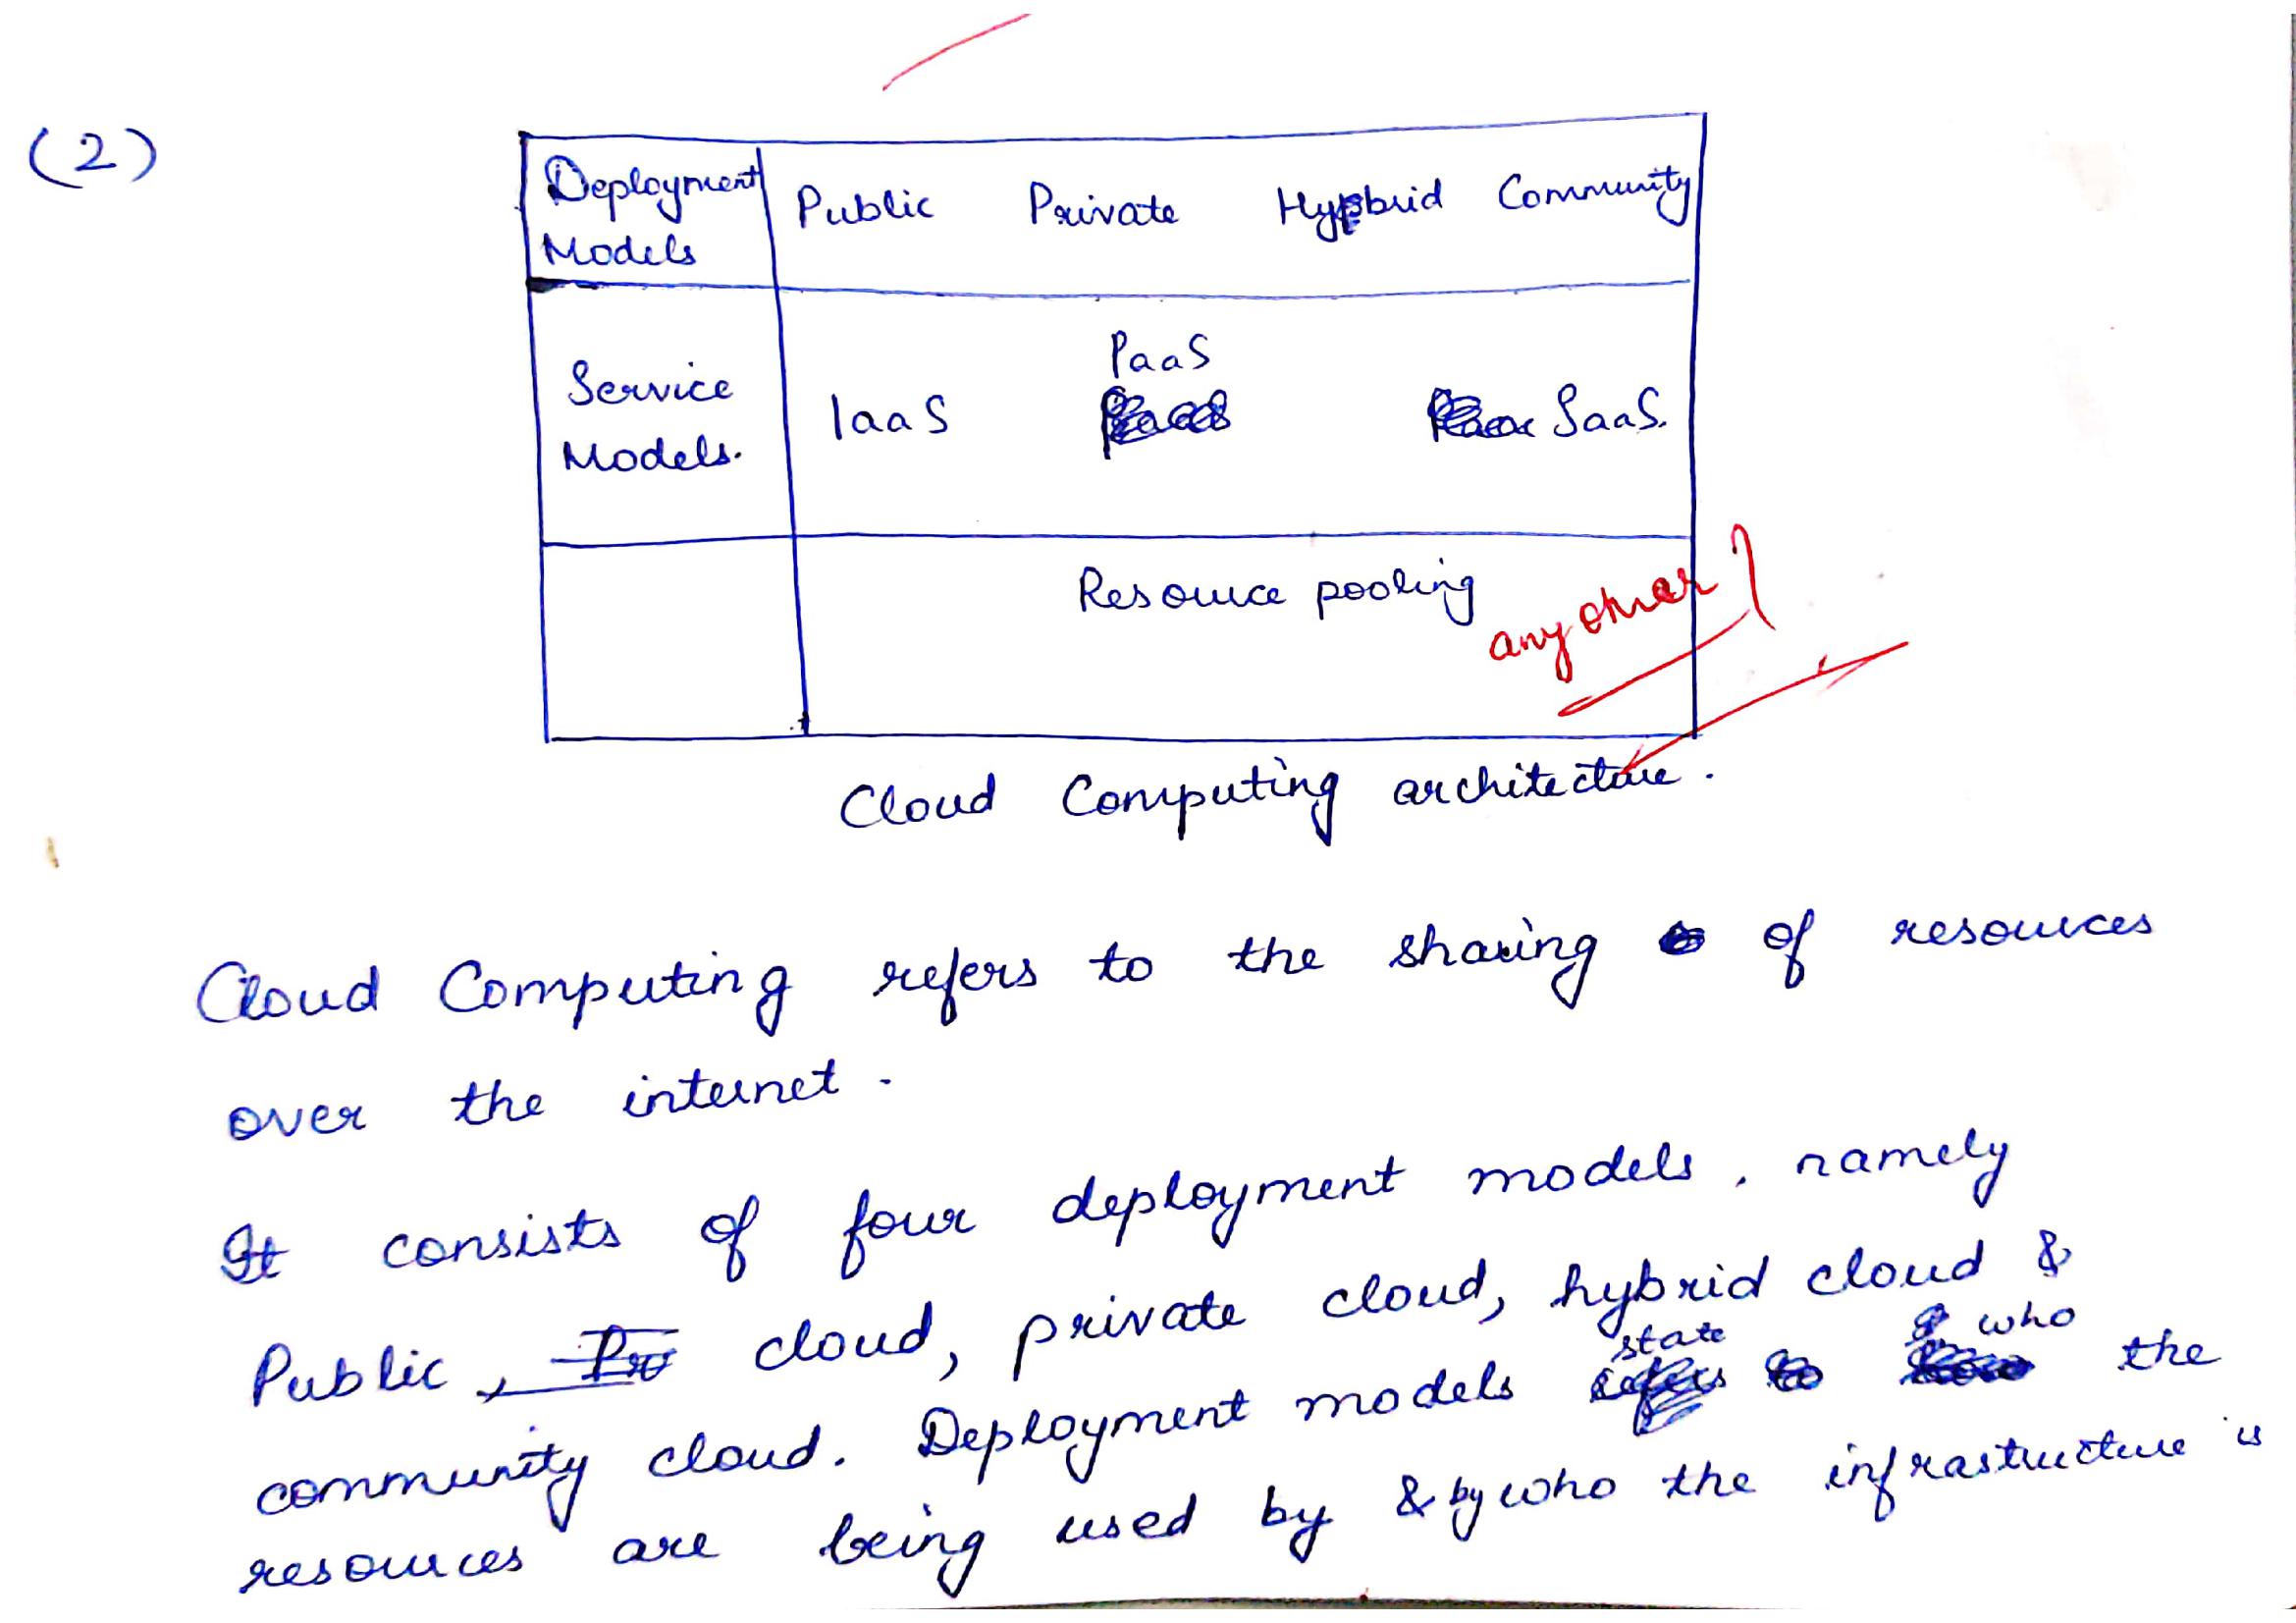 (2)
Deployment Models Public Private Hybrid Community
PaaS
Service Models. IaaS SaaS.
Resource pooling
any other ?
Cloud Computing architecture.
Cloud Computing refers to the sharing of resources
over the internet.
It consists of four deployment models, namely
Public cloud, private cloud, hybrid cloud &
community cloud. Deployment models state who the
resources are being used by & by who the infrastructure is